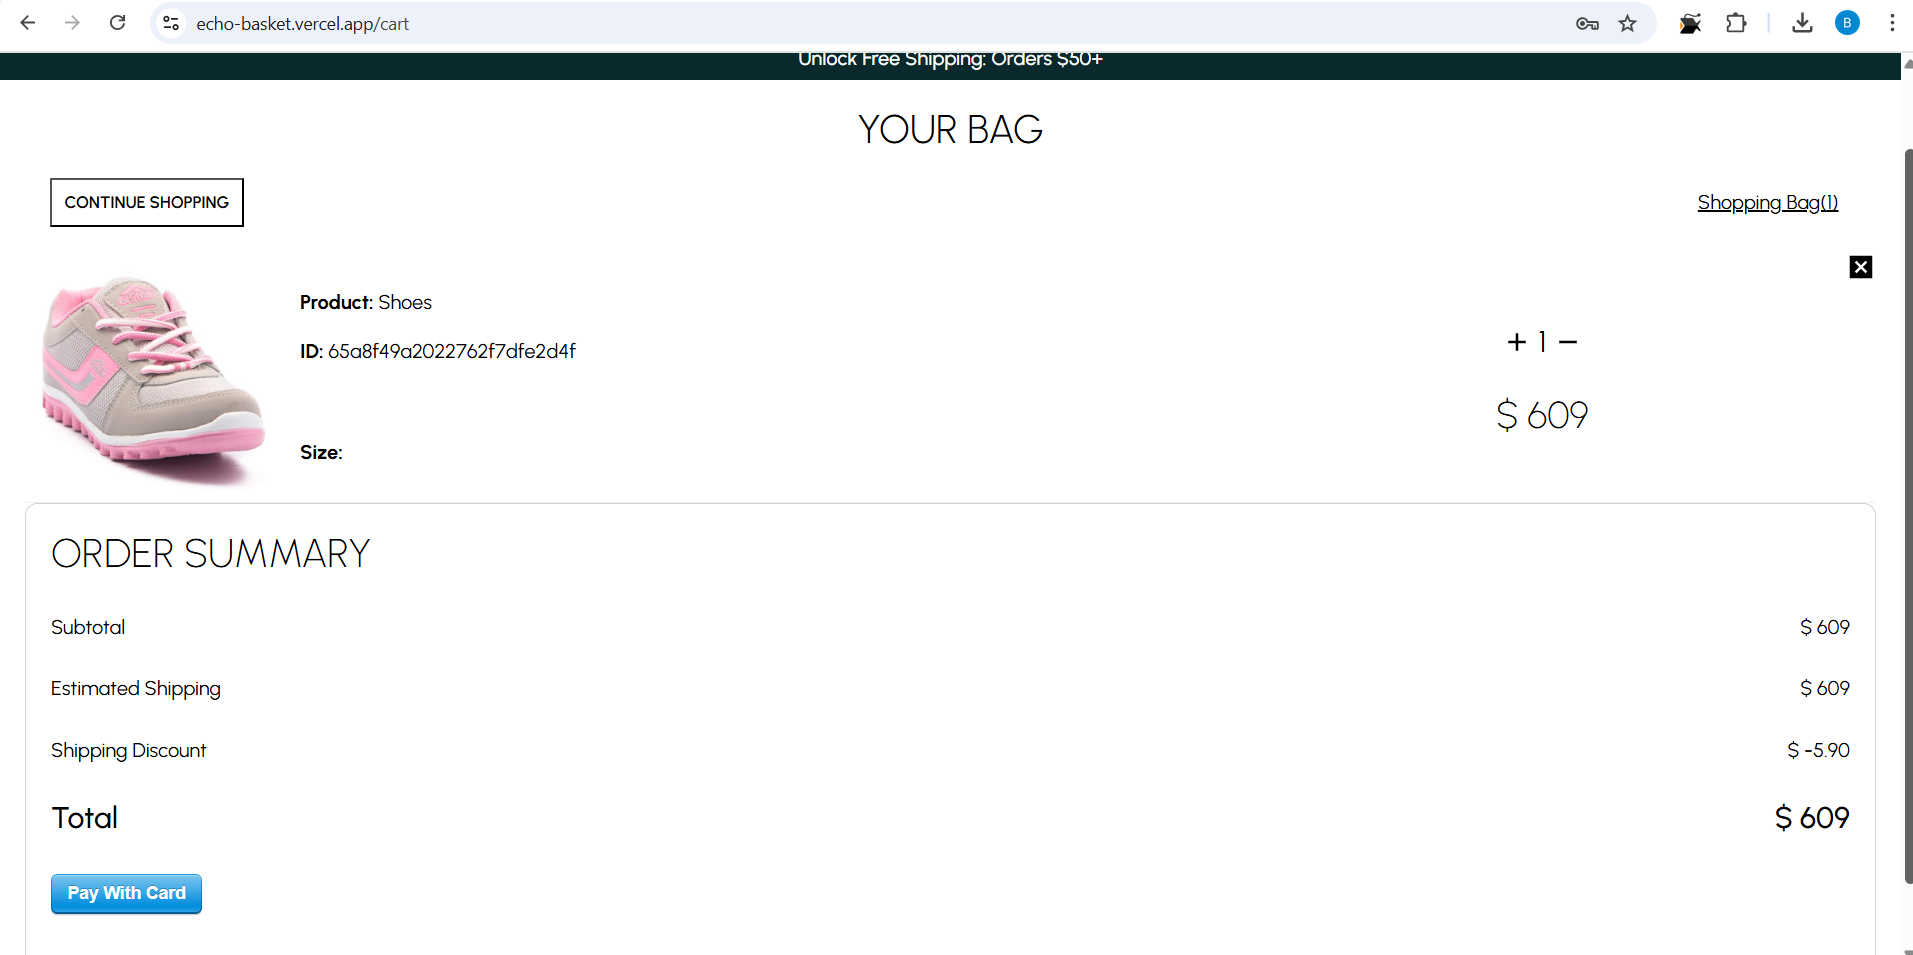 echo-basket.vercel.app/cart
B
Unlock Free Shipping: Orders $50+
YOUR BAG
CONTINUE SHOPPING
Shopping Bag(1)
Product: Shoes
ID: 65a8f49a2022762f7dfe2d4f
+ 1 −
$ 609
Size:
ORDER SUMMARY
Subtotal $ 609
Estimated Shipping $ 609
Shipping Discount $ -5.90
Total $ 609
Pay With Card